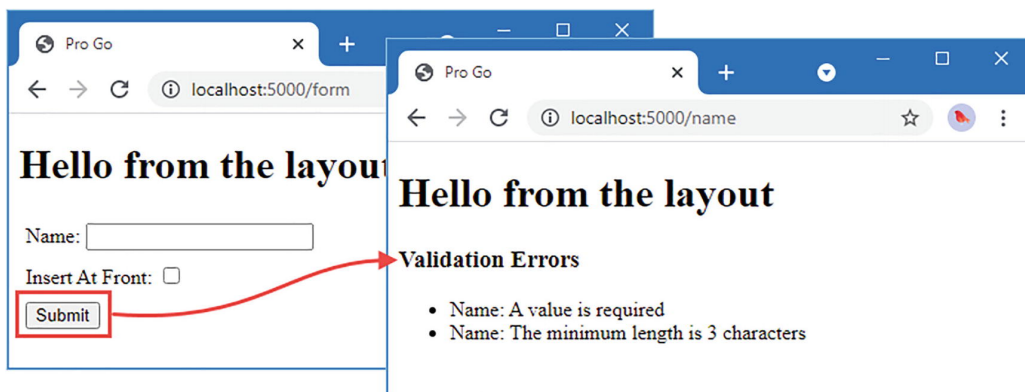 Pro Go
localhost:5000/form
Hello from the layout
Name:
Insert At Front:
Submit
Pro Go
localhost:5000/name
Hello from the layout
Validation Errors
Name: A value is required
Name: The minimum length is 3 characters